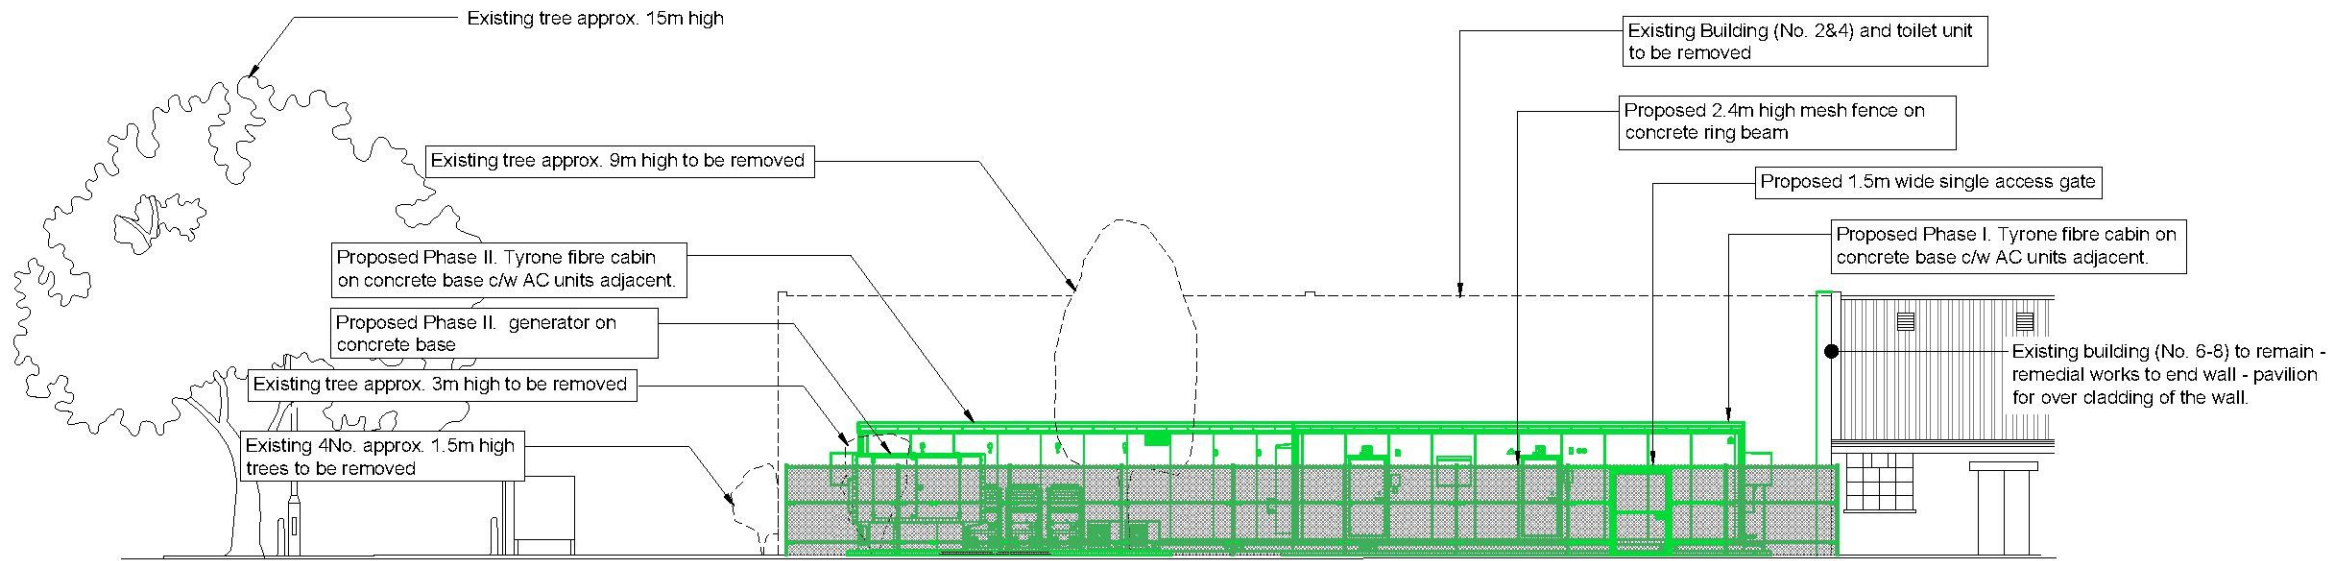 Existing tree approx. 15m high
Existing Building (No. 2&4) and toilet unit
to be removed
Proposed 2.4m high mesh fence on
concrete ring beam
Existing tree approx. 9m high to be removed
Proposed 1.5m wide single access gate
Proposed Phase II. Tyrone fibre cabin
on concrete base c/w AC units adjacent.
Proposed Phase I. Tyrone fibre cabin on
concrete base c/w AC units adjacent.
Proposed Phase II. generator on
concrete base
Existing building (No. 6-8) to remain -
remedial works to end wall - pavilion
for over cladding of the wall.
Existing tree approx. 3m high to be removed
Existing 4No. approx. 1.5m high
trees to be removed